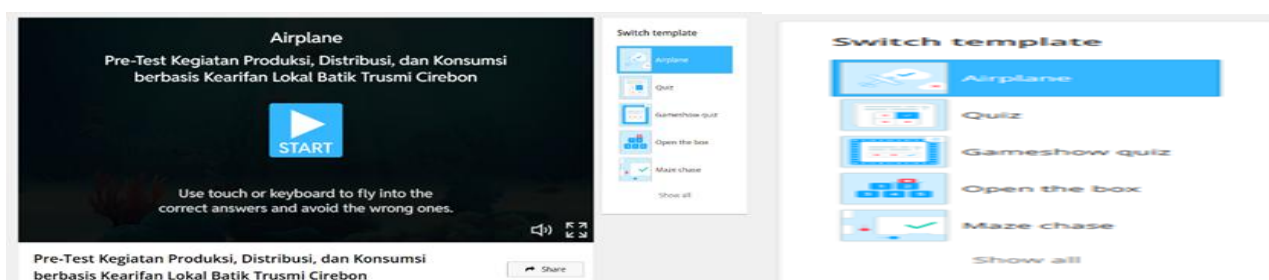 Airplane
Pre-Test Kegiatan Produksi, Distribusi, dan Konsumsi
berbasis Kearifan Lokal Batik Trusmi Cirebon
START
Use touch or keyboard to fly into the
correct answers and avoid the wrong ones.
Pre-Test Kegiatan Produksi, Distribusi, dan Konsumsi
berbasis Kearifan Lokal Batik Trusmi Cirebon
Share
Switch template
Airplane
Quiz
Gameshow quiz
Open the box
Maze chase
Show all
Switch template
Airplane
Quiz
Gameshow quiz
Open the box
Maze chase
Show all